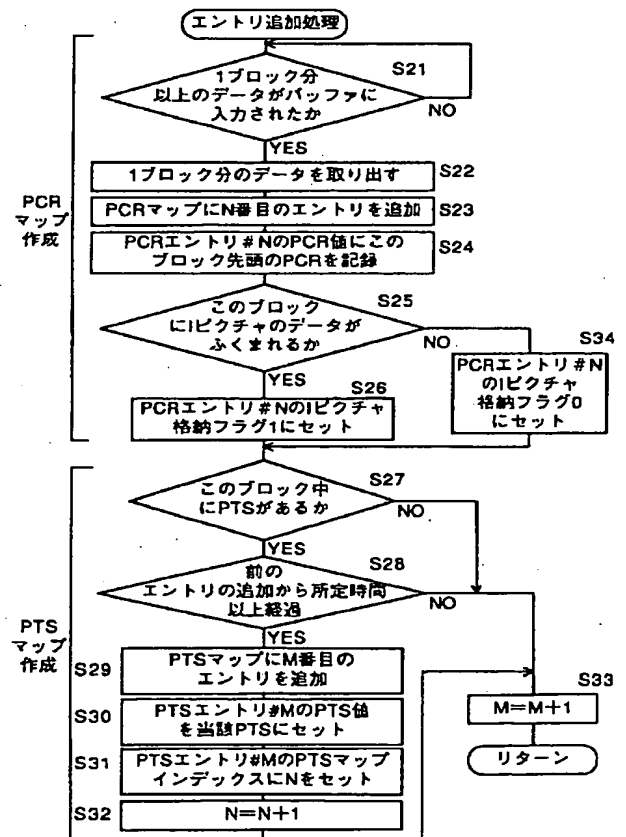 エントリ追加処理
S21
1ブロック分
以上のデータがバッファに
入力されたか
NO
YES
1ブロック分のデータを取り出す
S22
PCRマップにN番目のエントリを追加
S23
PCR
マップ
作成
PCRエントリ#NのPCR値にこの
ブロック先頭のPCRを記録
S24
S25
このブロック
にIピクチャのデータが
ふくまれるか
NO
YES
S34
PCRエントリ#N
のIピクチャ
格納フラグ0
にセット
S26
PCRエントリ#NのIピクチャ
格納フラグ1にセット
S27
このブロック中
にPTSがあるか
NO
YES
S28
前の
エントリの追加から所定時間
以上経過
NO
YES
PTS
マップ
作成
S29
PTSマップにM番目の
エントリを追加
S30
PTSエントリ#MのPTS値
を当該PTSにセット
S31
PTSエントリ#MのPTSマップ
インデックスにNをセット
S32
N=N+1
S33
M=M+1
リターン